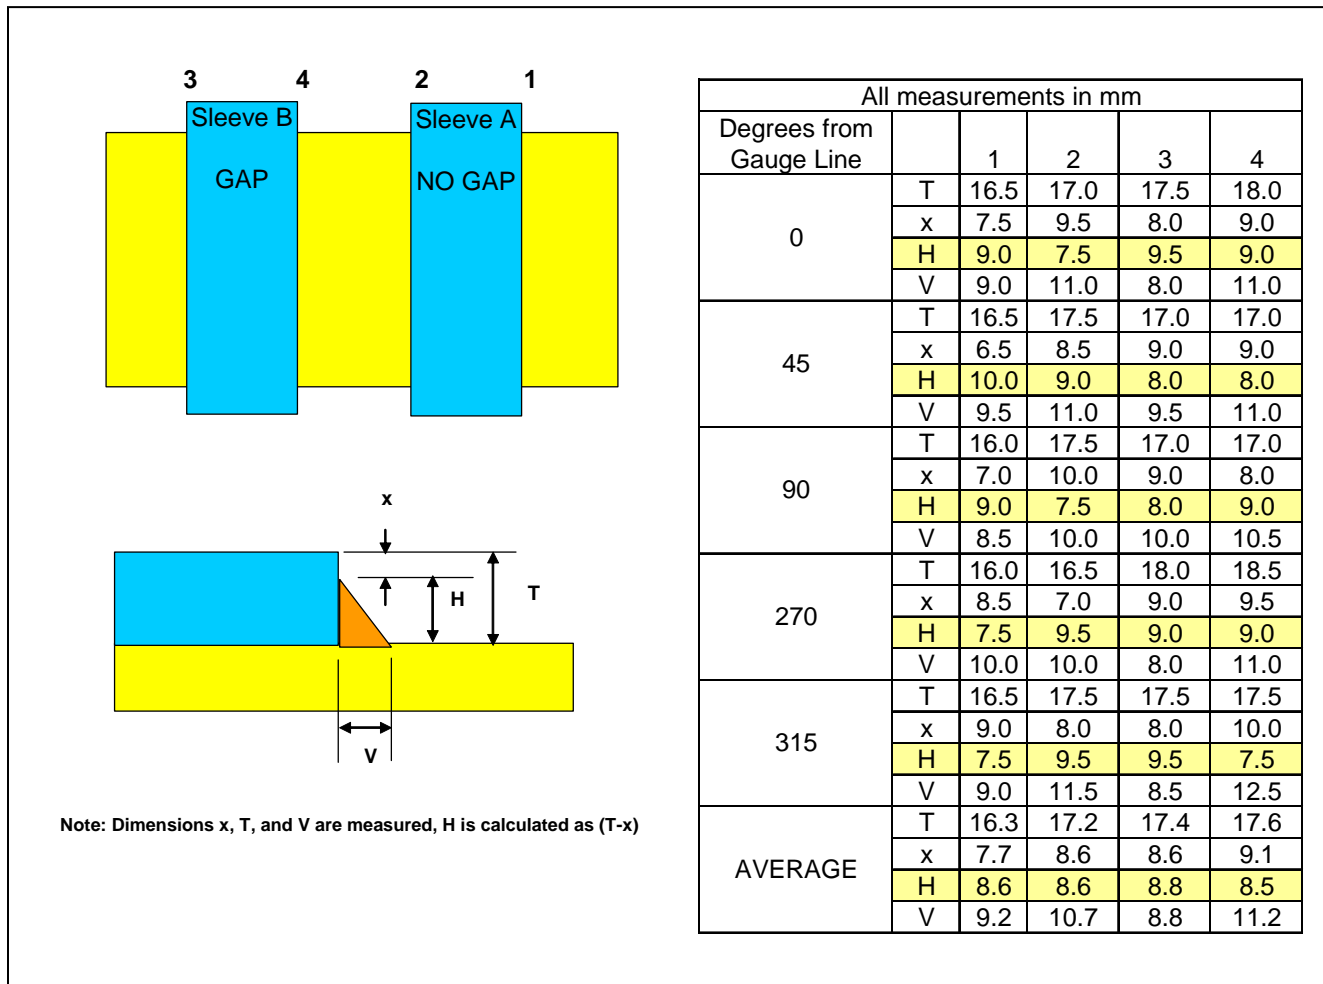 3 4 2 1
Sleeve B Sleeve A
GAP NO GAP
x
H T
V
Note: Dimensions x, T, and V are measured, H is calculated as (T-x)
All measurements in mm
Degrees from
Gauge Line 1 2 3 4
0
T 16.5 17.0 17.5 18.0
x 7.5 9.5 8.0 9.0
H 9.0 7.5 9.5 9.0
V 9.0 11.0 8.0 11.0
45
T 16.5 17.5 17.0 17.0
x 6.5 8.5 9.0 9.0
H 10.0 9.0 8.0 8.0
V 9.5 11.0 9.5 11.0
90
T 16.0 17.5 17.0 17.0
x 7.0 10.0 9.0 8.0
H 9.0 7.5 8.0 9.0
V 8.5 10.0 10.0 10.5
270
T 16.0 16.5 18.0 18.5
x 8.5 7.0 9.0 9.5
H 7.5 9.5 9.0 9.0
V 10.0 10.0 8.0 11.0
315
T 16.5 17.5 17.5 17.5
x 9.0 8.0 8.0 10.0
H 7.5 9.5 9.5 7.5
V 9.0 11.5 8.5 12.5
AVERAGE
T 16.3 17.2 17.4 17.6
x 7.7 8.6 8.6 9.1
H 8.6 8.6 8.8 8.5
V 9.2 10.7 8.8 11.2